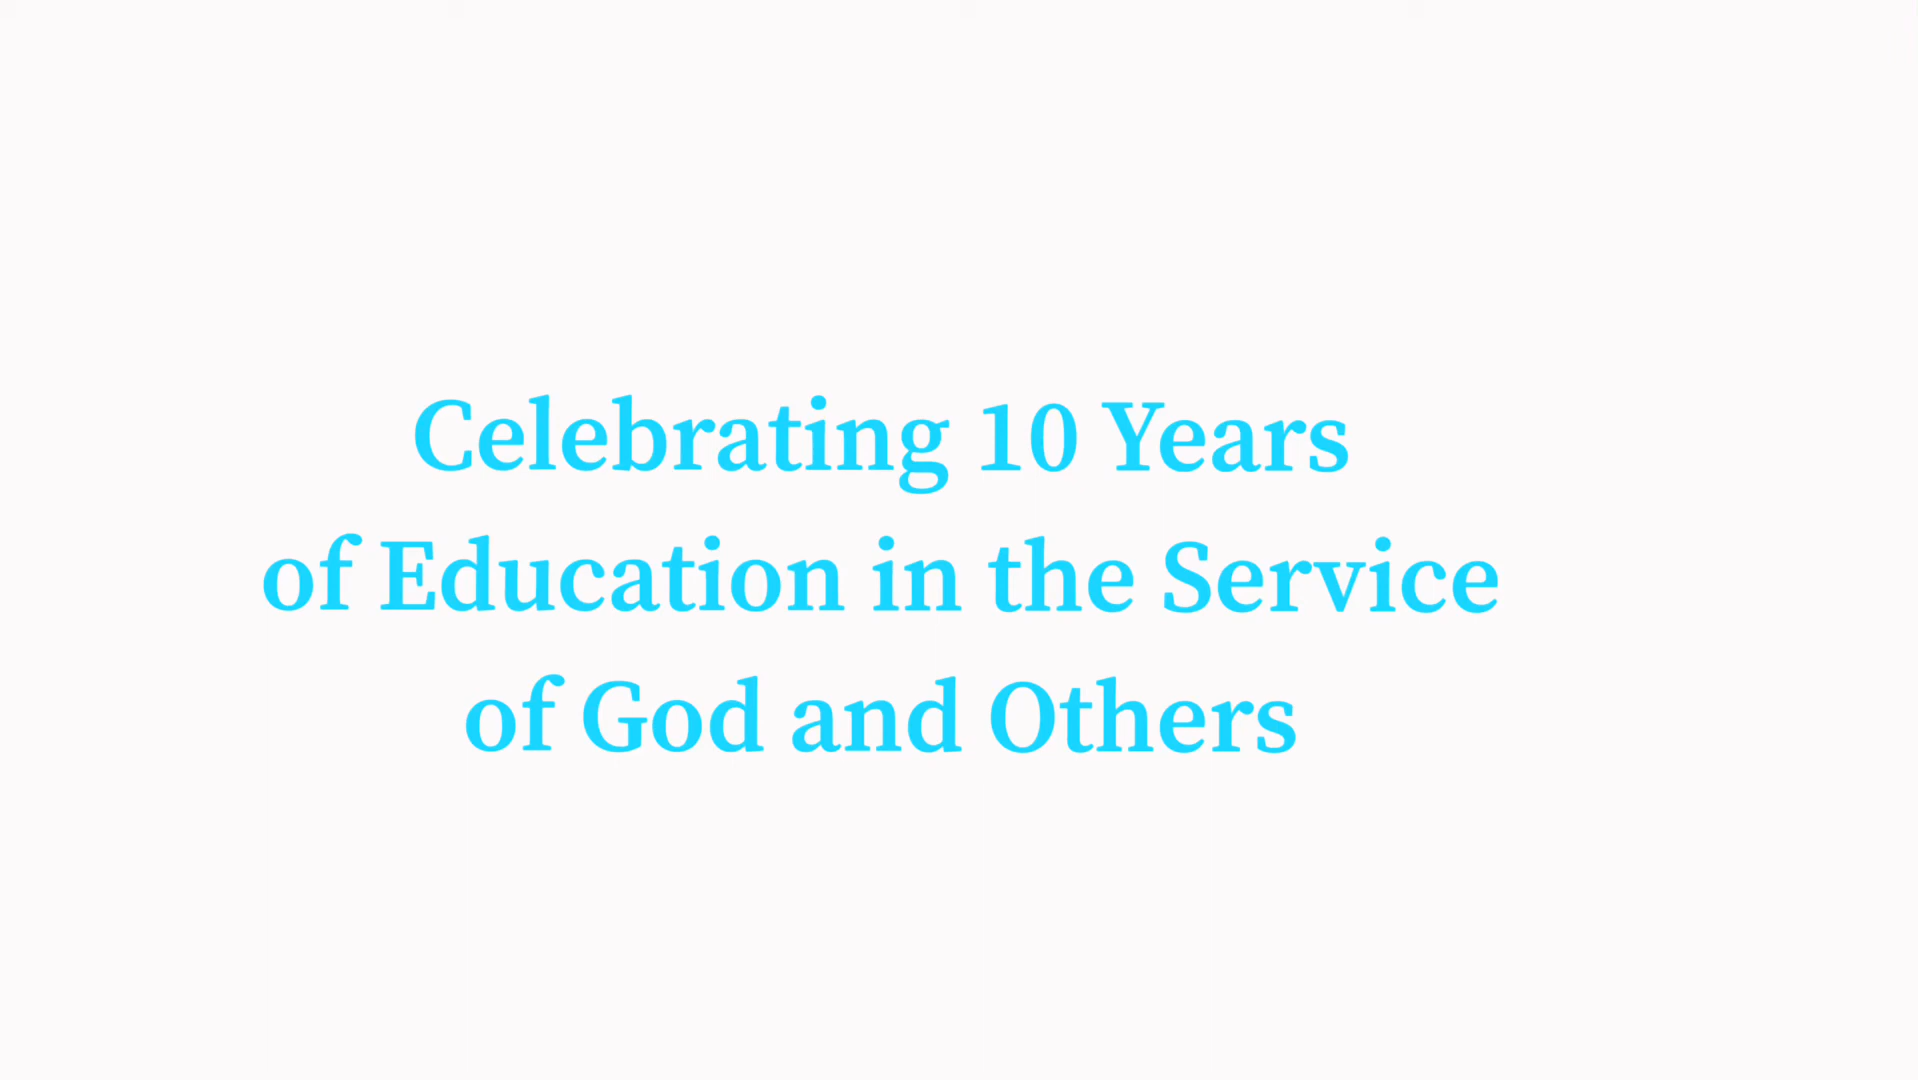 Celebrating 10 Years
of Education in the Service
of God and Others